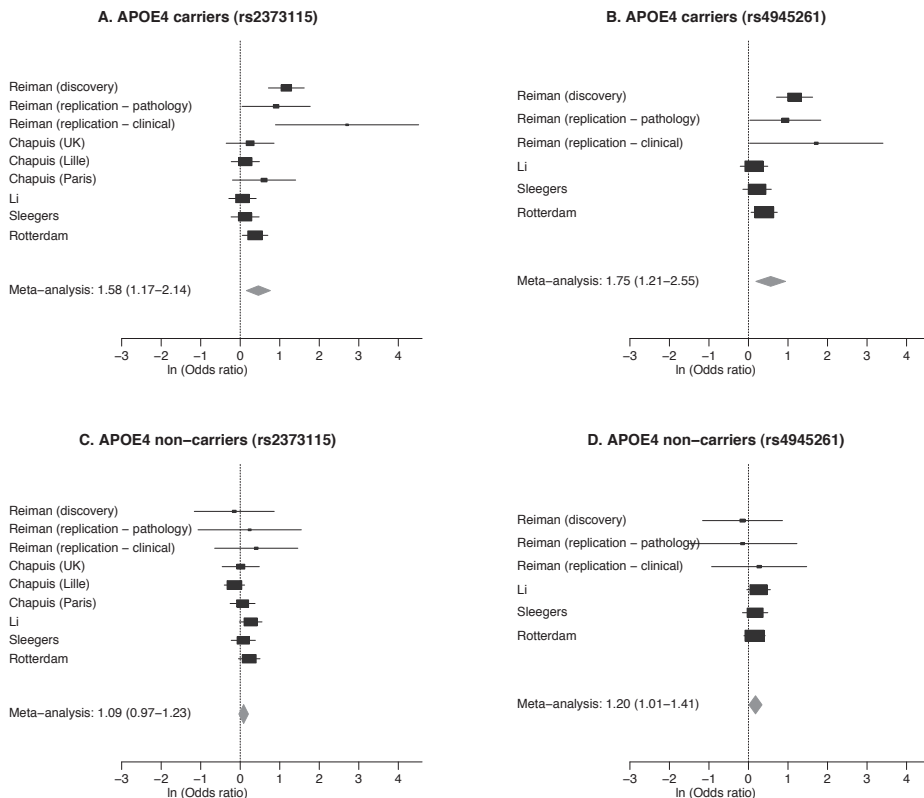 A. APOE4 carriers (rs2373115)
Reiman (discovery)
Reiman (replication − pathology)
Reiman (replication − clinical)
Chapuis (UK)
Chapuis (Lille)
Chapuis (Paris)
Li
Sleegers
Rotterdam
Meta−analysis: 1.58 (1.17−2.14)
−3 −2 −1 0 1 2 3 4
ln (Odds ratio)
B. APOE4 carriers (rs4945261)
Reiman (discovery)
Reiman (replication − pathology)
Reiman (replication − clinical)
Li
Sleegers
Rotterdam
Meta−analysis: 1.75 (1.21−2.55)
−3 −2 −1 0 1 2 3 4
ln (Odds ratio)
C. APOE4 non−carriers (rs2373115)
Reiman (discovery)
Reiman (replication − pathology)
Reiman (replication − clinical)
Chapuis (UK)
Chapuis (Lille)
Chapuis (Paris)
Li
Sleegers
Rotterdam
Meta−analysis: 1.09 (0.97−1.23)
−3 −2 −1 0 1 2 3 4
ln (Odds ratio)
D. APOE4 non−carriers (rs4945261)
Reiman (discovery)
Reiman (replication − pathology)
Reiman (replication − clinical)
Li
Sleegers
Rotterdam
Meta−analysis: 1.20 (1.01−1.41)
−3 −2 −1 0 1 2 3 4
ln (Odds ratio)